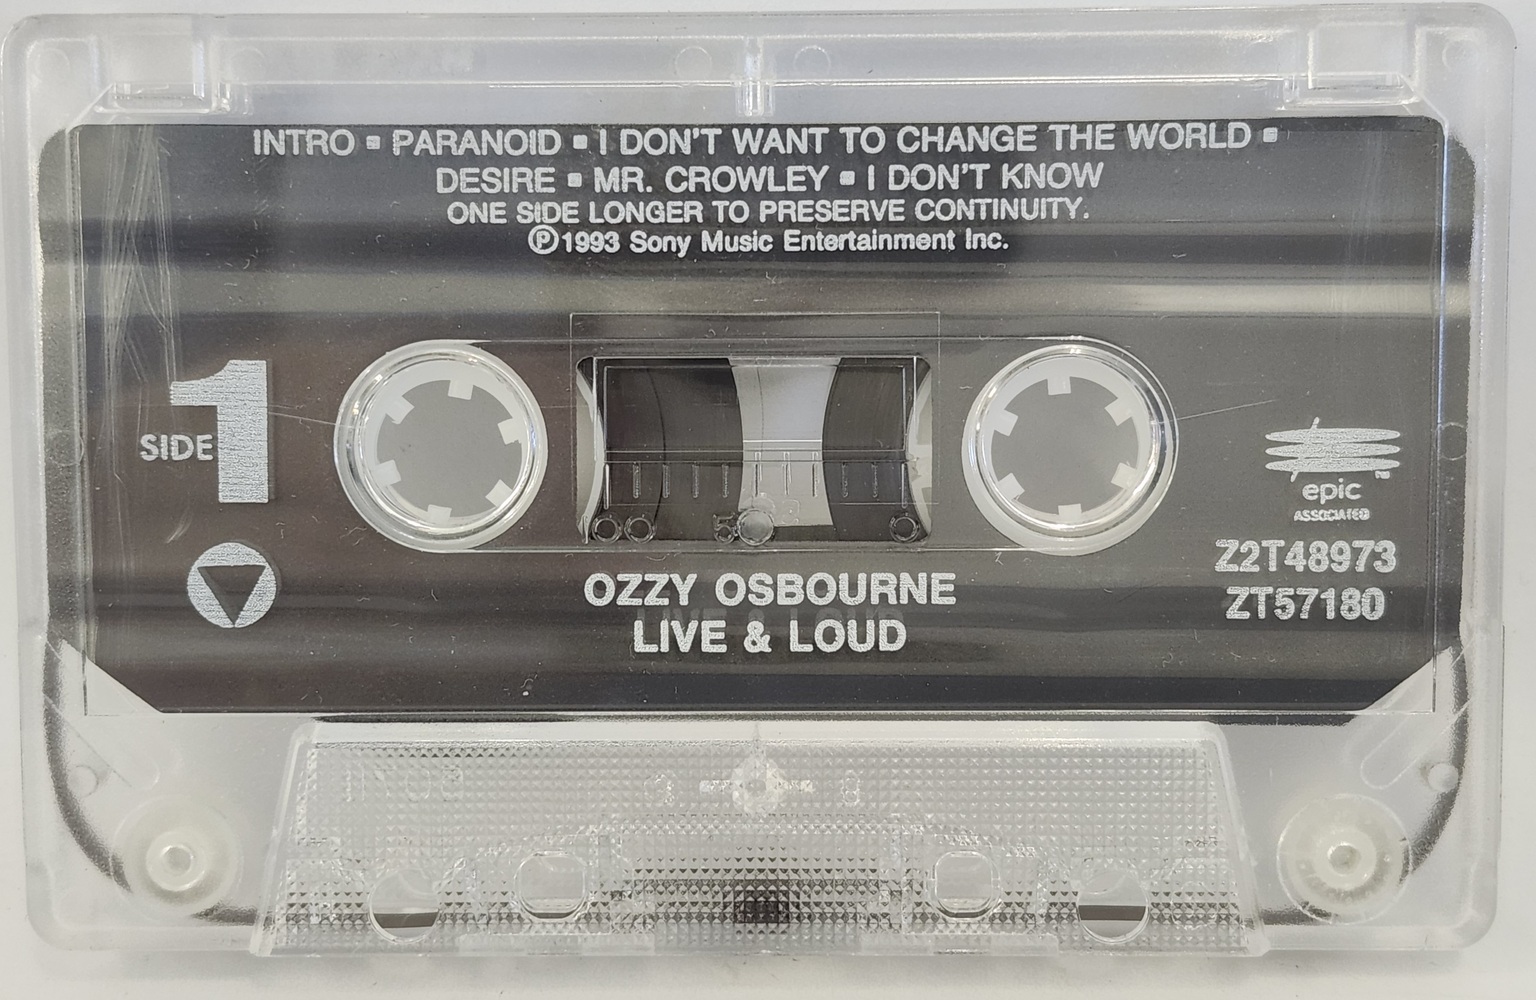 INTRO ▪ PARANOID ▪ I DON'T WANT TO CHANGE THE WORLD ▪
DESIRE ▪ MR. CROWLEY ▪ I DON'T KNOW
ONE SIDE LONGER TO PRESERVE CONTINUITY.
Ⓟ1993 Sony Music Entertainment Inc.
SIDE 1
epic
ASSOCIATED
Z2T48973
ZT57180
OZZY OSBOURNE
LIVE & LOUD